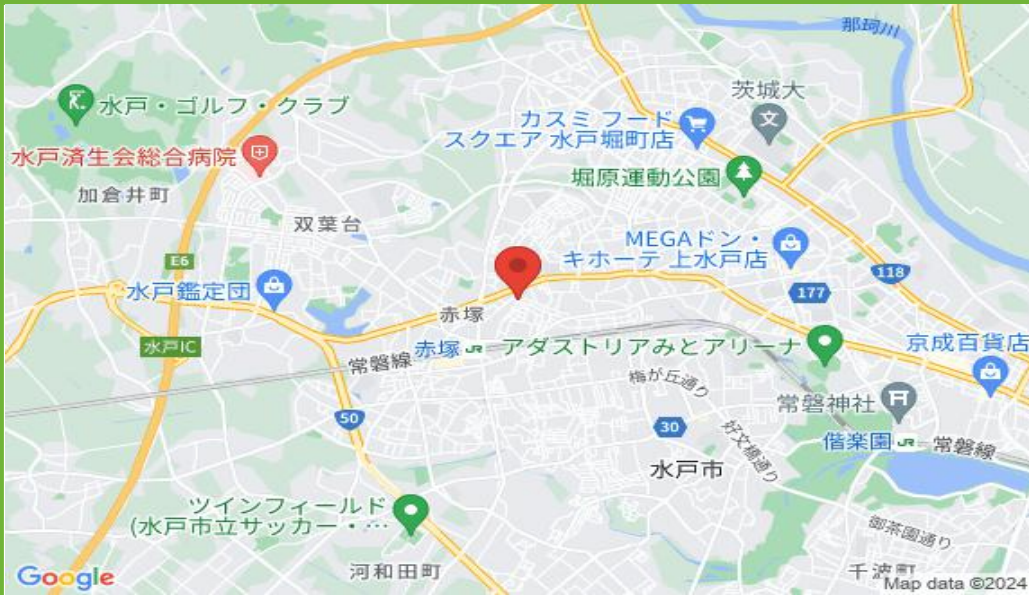 那珂川
水戸・ゴルフ・クラブ
茨城大
文
カスミ フード
スクエア 水戸堀町店
水戸済生会総合病院
堀原運動公園
加倉井町
双葉台
MEGAドン・
キホーテ 上水戸店
E6
118
水戸鑑定団
177
赤塚
水戸IC
赤塚 JR
アダストリアみとアリーナ
京成百貨店
常磐線
梅が丘通り
常磐神社
50
30
好文橋通り
偕楽園 JR
常磐線
水戸市
ツインフィールド
(水戸市立サッカー・…
御茶園通り
河和田町
千波町
Google
Map data ©2024